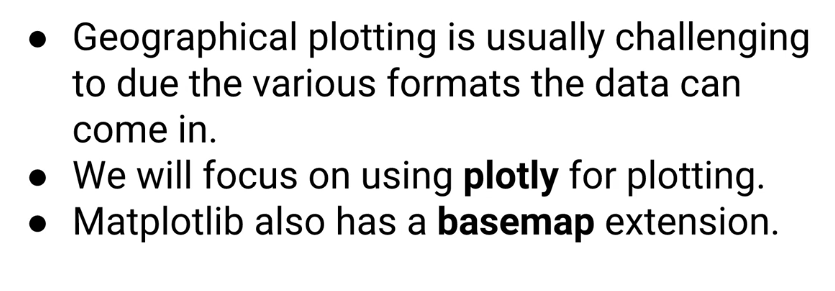 ● Geographical plotting is usually challenging
to due the various formats the data can
come in.
● We will focus on using plotly for plotting.
● Matplotlib also has a basemap extension.